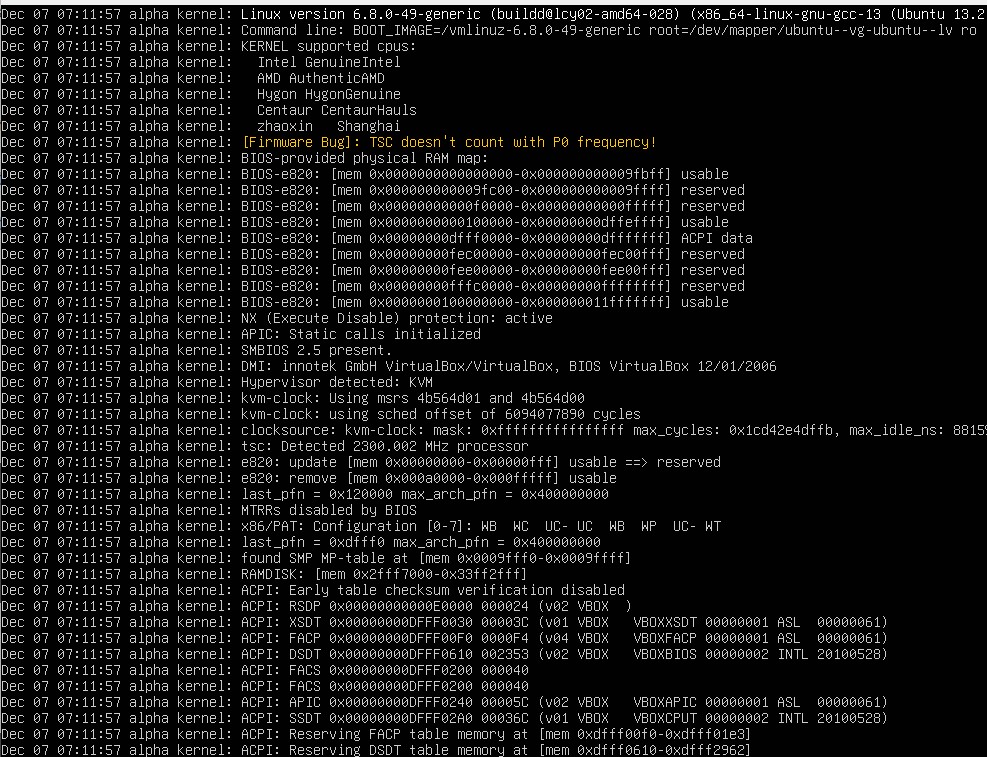 Dec 07 07:11:57 alpha kernel: Linux version 6.8.0-49-generic (buildd@lcy02-amd64-028) (x86_64-linux-gnu-gcc-13 (Ubuntu 13.2
Dec 07 07:11:57 alpha kernel: Command line: BOOT_IMAGE=/vmlinuz-6.8.0-49-generic root=/dev/mapper/ubuntu--vg-ubuntu--lv ro
Dec 07 07:11:57 alpha kernel: KERNEL supported cpus:
Dec 07 07:11:57 alpha kernel:   Intel GenuineIntel
Dec 07 07:11:57 alpha kernel:   AMD AuthenticAMD
Dec 07 07:11:57 alpha kernel:   Hygon HygonGenuine
Dec 07 07:11:57 alpha kernel:   Centaur CentaurHauls
Dec 07 07:11:57 alpha kernel:   zhaoxin   Shanghai
Dec 07 07:11:57 alpha kernel: [Firmware Bug]: TSC doesn't count with P0 frequency!
Dec 07 07:11:57 alpha kernel: BIOS-provided physical RAM map:
Dec 07 07:11:57 alpha kernel: BIOS-e820: [mem 0x0000000000000000-0x000000000009fbff] usable
Dec 07 07:11:57 alpha kernel: BIOS-e820: [mem 0x000000000009fc00-0x000000000009ffff] reserved
Dec 07 07:11:57 alpha kernel: BIOS-e820: [mem 0x00000000000f0000-0x00000000000fffff] reserved
Dec 07 07:11:57 alpha kernel: BIOS-e820: [mem 0x0000000000100000-0x00000000dffeffff] usable
Dec 07 07:11:57 alpha kernel: BIOS-e820: [mem 0x00000000dfff0000-0x00000000dfffffff] ACPI data
Dec 07 07:11:57 alpha kernel: BIOS-e820: [mem 0x00000000fec00000-0x00000000fec00fff] reserved
Dec 07 07:11:57 alpha kernel: BIOS-e820: [mem 0x00000000fee00000-0x00000000fee00fff] reserved
Dec 07 07:11:57 alpha kernel: BIOS-e820: [mem 0x00000000fffc0000-0x00000000ffffffff] reserved
Dec 07 07:11:57 alpha kernel: BIOS-e820: [mem 0x0000000100000000-0x000000011fffffff] usable
Dec 07 07:11:57 alpha kernel: NX (Execute Disable) protection: active
Dec 07 07:11:57 alpha kernel: APIC: Static calls initialized
Dec 07 07:11:57 alpha kernel: SMBIOS 2.5 present.
Dec 07 07:11:57 alpha kernel: DMI: innotek GmbH VirtualBox/VirtualBox, BIOS VirtualBox 12/01/2006
Dec 07 07:11:57 alpha kernel: Hypervisor detected: KVM
Dec 07 07:11:57 alpha kernel: kvm-clock: Using msrs 4b564d01 and 4b564d00
Dec 07 07:11:57 alpha kernel: kvm-clock: using sched offset of 6094077890 cycles
Dec 07 07:11:57 alpha kernel: clocksource: kvm-clock: mask: 0xffffffffffffffff max_cycles: 0x1cd42e4dffb, max_idle_ns: 88159
Dec 07 07:11:57 alpha kernel: tsc: Detected 2300.002 MHz processor
Dec 07 07:11:57 alpha kernel: e820: update [mem 0x00000000-0x00000fff] usable ==> reserved
Dec 07 07:11:57 alpha kernel: e820: remove [mem 0x000a0000-0x000fffff] usable
Dec 07 07:11:57 alpha kernel: last_pfn = 0x120000 max_arch_pfn = 0x400000000
Dec 07 07:11:57 alpha kernel: MTRRs disabled by BIOS
Dec 07 07:11:57 alpha kernel: x86/PAT: Configuration [0-7]: WB  WC  UC- UC  WB  WP  UC- WT
Dec 07 07:11:57 alpha kernel: last_pfn = 0xdfff0 max_arch_pfn = 0x400000000
Dec 07 07:11:57 alpha kernel: found SMP MP-table at [mem 0x0009fff0-0x0009ffff]
Dec 07 07:11:57 alpha kernel: RAMDISK: [mem 0x2fff7000-0x33ff2fff]
Dec 07 07:11:57 alpha kernel: ACPI: Early table checksum verification disabled
Dec 07 07:11:57 alpha kernel: ACPI: RSDP 0x00000000000E0000 000024 (v02 VBOX  )
Dec 07 07:11:57 alpha kernel: ACPI: XSDT 0x00000000DFFF0030 00003C (v01 VBOX   VBOXXSDT 00000001 ASL  00000061)
Dec 07 07:11:57 alpha kernel: ACPI: FACP 0x00000000DFFF00F0 0000F4 (v04 VBOX   VBOXFACP 00000001 ASL  00000061)
Dec 07 07:11:57 alpha kernel: ACPI: DSDT 0x00000000DFFF0610 002353 (v02 VBOX   VBOXBIOS 00000002 INTL 20100528)
Dec 07 07:11:57 alpha kernel: ACPI: FACS 0x00000000DFFF0200 000040
Dec 07 07:11:57 alpha kernel: ACPI: FACS 0x00000000DFFF0200 000040
Dec 07 07:11:57 alpha kernel: ACPI: APIC 0x00000000DFFF0240 00005C (v02 VBOX   VBOXAPIC 00000001 ASL  00000061)
Dec 07 07:11:57 alpha kernel: ACPI: SSDT 0x00000000DFFF02A0 00036C (v01 VBOX   VBOXCPUT 00000002 INTL 20100528)
Dec 07 07:11:57 alpha kernel: ACPI: Reserving FACP table memory at [mem 0xdfff00f0-0xdfff01e3]
Dec 07 07:11:57 alpha kernel: ACPI: Reserving DSDT table memory at [mem 0xdfff0610-0xdfff2962]